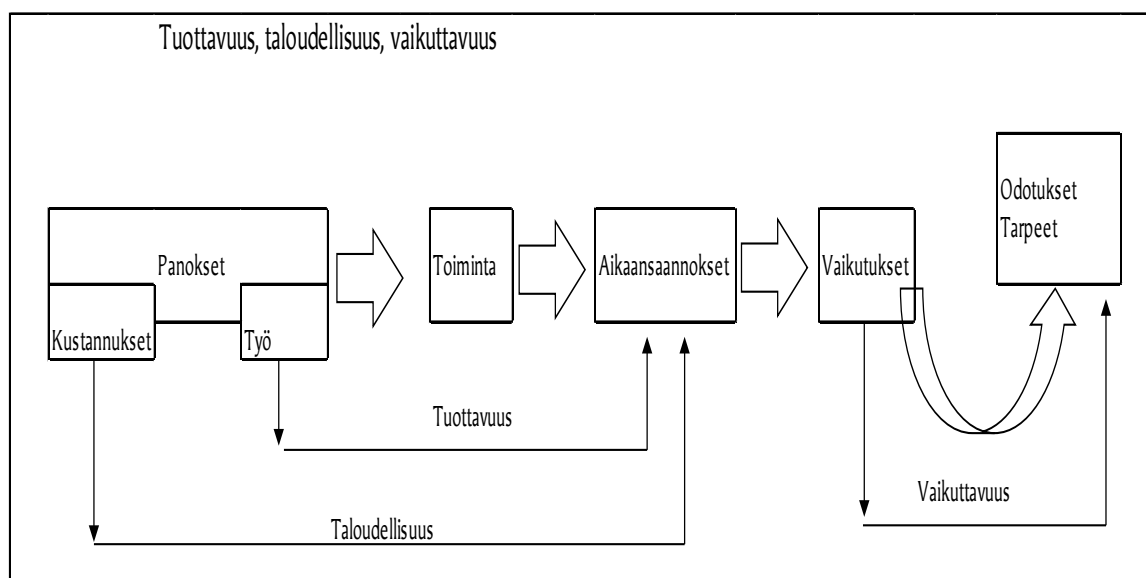 Tuottavuus, taloudellisuus, vaikuttavuus
Odotukset
Tarpeet
Panokset
Toiminta
Aikaansaannokset
Vaikutukset
Kustannukset
Työ
Tuottavuus
Vaikuttavuus
Taloudellisuus